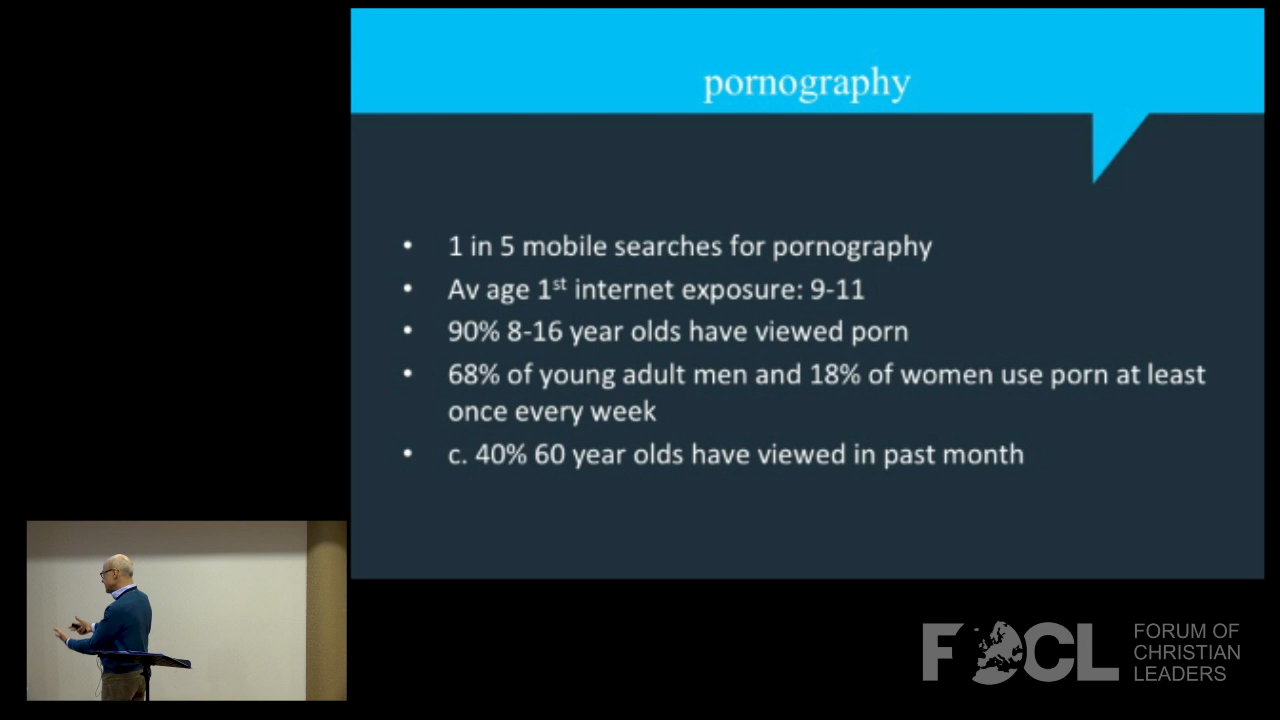 pornography
• 1 in 5 mobile searches for pornography
• Av age 1st internet exposure: 9-11
• 90% 8-16 year olds have viewed porn
• 68% of young adult men and 18% of women use porn at least
once every week
• c. 40% 60 year olds have viewed in past month
FOCL
FORUM OF
CHRISTIAN
LEADERS